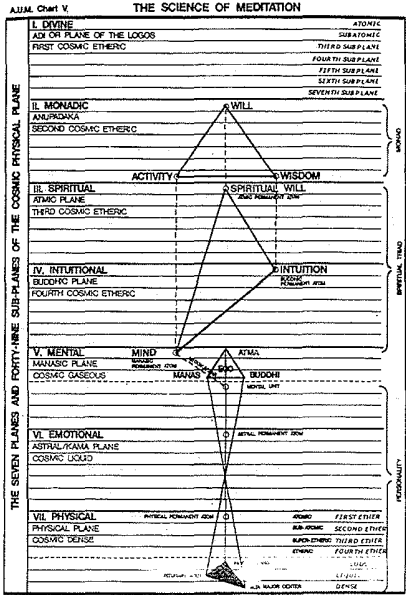 A.U.M. Chart V.
THE SCIENCE OF MEDITATION
THE SEVEN PLANES AND FORTY-NINE SUB-PLANES OF THE COSMIC PHYSICAL PLANE
I. DIVINE
ATOMIC
ADI OR PLANE OF THE LOGOS
SUBATOMIC
FIRST COSMIC ETHERIC
THIRD SUBPLANE
FOURTH SUBPLANE
FIFTH SUBPLANE
SIXTH SUBPLANE
SEVENTH SUBPLANE
II. MONADIC
WILL
ANUPADAKA
SECOND COSMIC ETHERIC
MONAD
ACTIVITY
WISDOM
III. SPIRITUAL
SPIRITUAL WILL
ATMIC PLANE
ATMIC PERMANENT ATOM
THIRD COSMIC ETHERIC
SPIRITUAL TRIAD
IV. INTUITIONAL
INTUITION
BUDDHIC PLANE
BUDDHIC
PERMANENT ATOM
FOURTH COSMIC ETHERIC
V. MENTAL
MIND
ATMA
MANASIC PLANE
MANASIC
PERMANENT ATOM
EGO
COSMIC GASEOUS
MANAS
BUDDHI
MENTAL UNIT
VI. EMOTIONAL
ASTRAL PERMANENT ATOM
ASTRAL/KAMA PLANE
COSMIC LIQUID
PERSONALITY
VII. PHYSICAL
PHYSICAL PERMANENT ATOM
ATOMIC
FIRST ETHER
PHYSICAL PLANE
SUB-ATOMIC
SECOND ETHER
COSMIC DENSE
SUPER-ETHERIC
THIRD ETHER
ETHERIC
FOURTH ETHER
ALTA MAJOR CENTER
DENSE